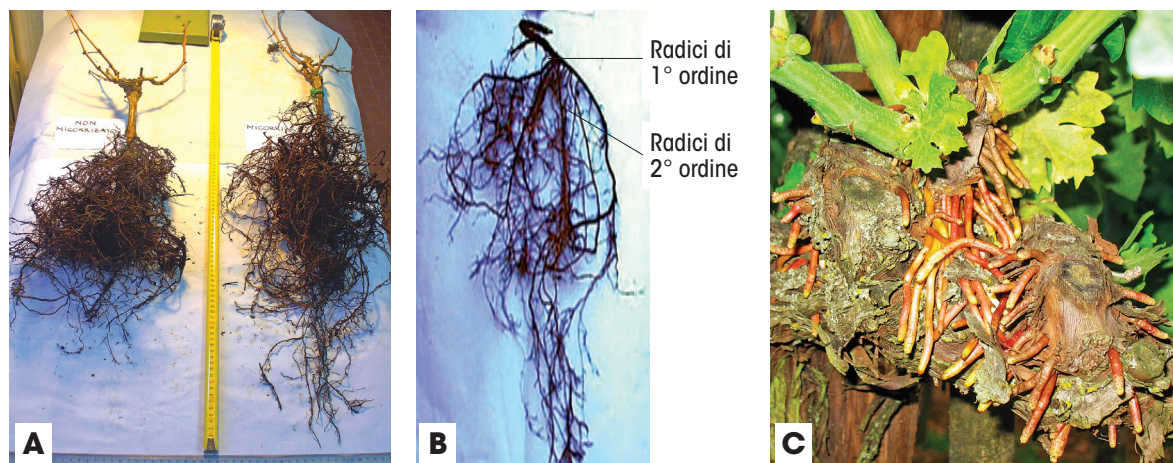 NON
MICORRIZAT
MICORRI
Radici di
1° ordine
Radici di
2° ordine
A
B
C